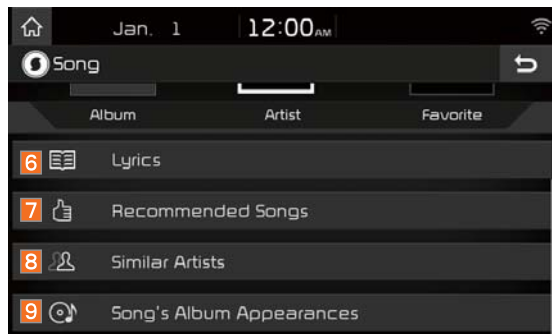 Jan. 1 12:00AM
Song
Album Artist Favorite
6 Lyrics
7 Recommended Songs
8 Similar Artists
9 Song's Album Appearances